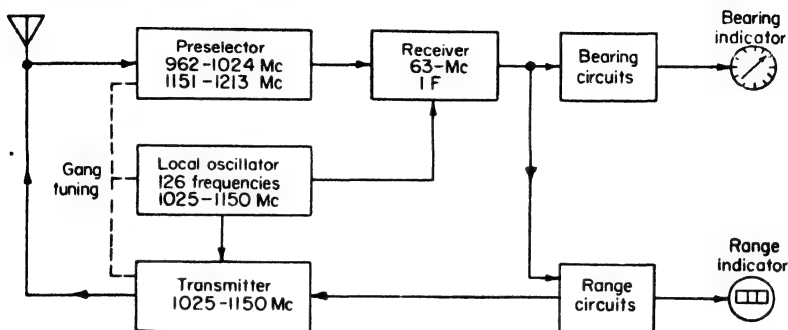 Preselector
962-1024 Mc
1151-1213 Mc
Receiver
63-Mc
IF
Bearing
circuits
Bearing
indicator
Gang
tuning
Local oscillator
126 frequencies
1025-1150 Mc
Transmitter
1025-1150 Mc
Range
circuits
Range
indicator